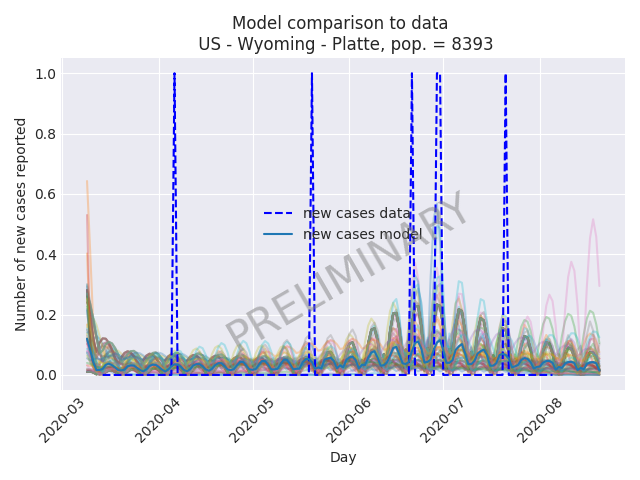 Model comparison to data
US - Wyoming - Platte, pop. = 8393
Number of new cases reported
1.0
0.8
0.6
0.4
0.2
0.0
new cases data
new cases model
PRELIMINARY
2020-03
2020-04
2020-05
2020-06
2020-07
2020-08
Day